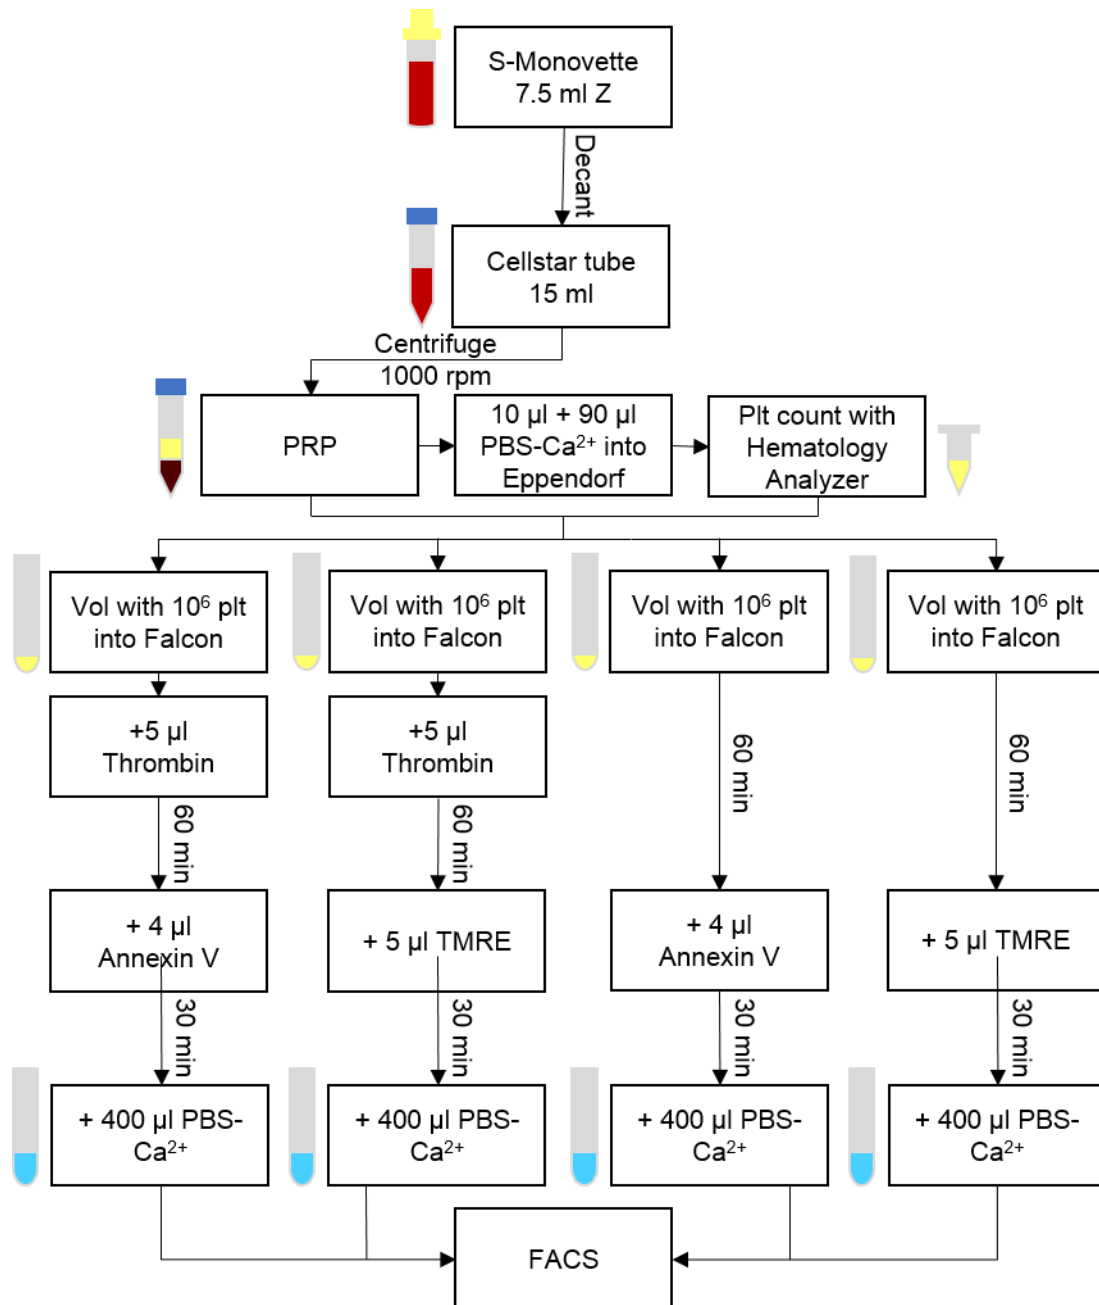 S-Monovette
7.5 ml Z
Decant
Cellstar tube
15 ml
Centrifuge
1000 rpm
PRP
10 µl + 90 µl
PBS-Ca²⁺ into
Eppendorf
Plt count with
Hematology
Analyzer
Vol with 10⁶ plt
into Falcon
Vol with 10⁶ plt
into Falcon
Vol with 10⁶ plt
into Falcon
Vol with 10⁶ plt
into Falcon
+5 µl
Thrombin
+5 µl
Thrombin
60 min
60 min
60 min
60 min
+ 4 µl
Annexin V
+ 5 µl TMRE
+ 4 µl
Annexin V
+ 5 µl TMRE
30 min
30 min
30 min
30 min
+ 400 µl PBS-
Ca²⁺
+ 400 µl PBS-
Ca²⁺
+ 400 µl PBS-
Ca²⁺
+ 400 µl PBS-
Ca²⁺
FACS